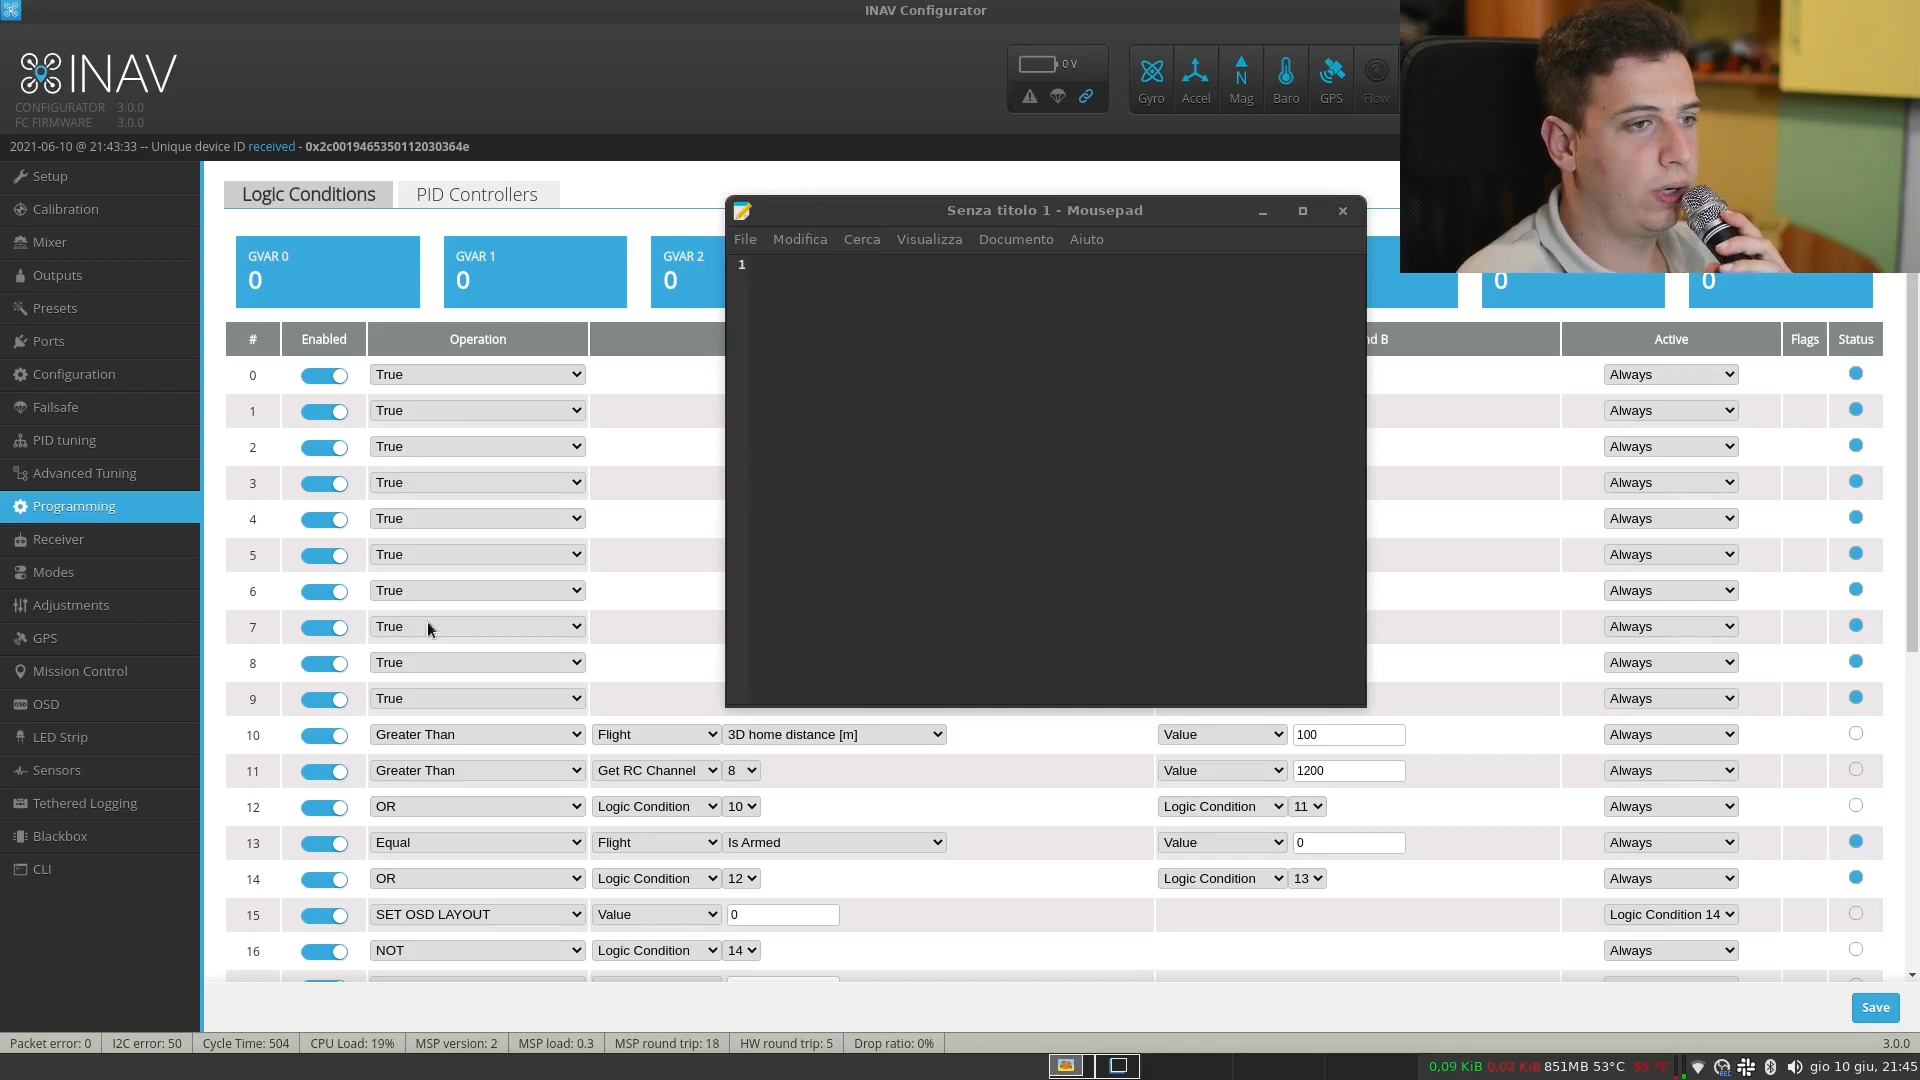 INAV Configurator
INAV
CONFIGURATOR 3.0.0
FC FIRMWARE 3.0.0
0 V
Gyro
Accel
Mag
Baro
GPS
Flow
2021-06-10 @ 21:43:33 -- Unique device ID received - 0x2c0019465350112030364e
Setup
Calibration
Mixer
Outputs
Presets
Ports
Configuration
Failsafe
PID tuning
Advanced Tuning
Programming
Receiver
Modes
Adjustments
GPS
Mission Control
OSD
LED Strip
Sensors
Tethered Logging
Blackbox
CLI
Logic Conditions PID Controllers
GVAR 0
0
GVAR 1
0
GVAR 2
0
0
0
Senza titolo 1 - Mousepad
File Modifica Cerca Visualizza Documento Aiuto
1
# Enabled Operation nd B Active Flags Status
0 True Always
1 True Always
2 True Always
3 True Always
4 True Always
5 True Always
6 True Always
7 True Always
8 True Always
9 True Always
10 Greater Than Flight 3D home distance [m] Value 100 Always
11 Greater Than Get RC Channel 8 Value 1200 Always
12 OR Logic Condition 10 Logic Condition 11 Always
13 Equal Flight Is Armed Value 0 Always
14 OR Logic Condition 12 Logic Condition 13 Always
15 SET OSD LAYOUT Value 0 Logic Condition 14
16 NOT Logic Condition 14 Always
Save
Packet error: 0 I2C error: 50 Cycle Time: 504 CPU Load: 19% MSP version: 2 MSP load: 0.3 MSP round trip: 18 HW round trip: 5 Drop ratio: 0% 3.0.0
0,09 KiB 0.02 KiB 851MB 53°C 55 °C gio 10 giu, 21:45